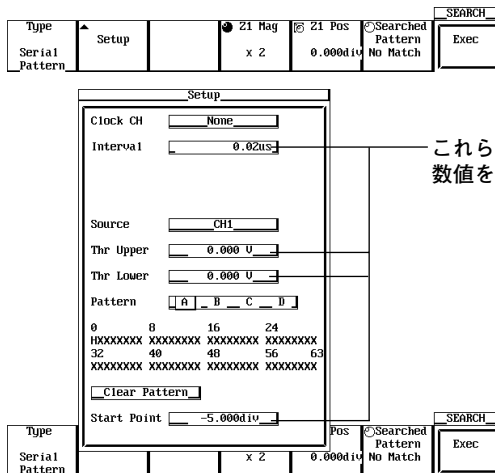 SEARCH
Type
Serial
Pattern
Setup
Z1 Mag
x 2
Z1 Pos
0.000div
Searched
Pattern
No Match
Exec
Setup
Clock CH None
Interval 0.02us
これら
数値を
Source CH1
Thr Upper 0.000 V
Thr Lower 0.000 V
Pattern A B C D
0 8 16 24
HXXXXXXX XXXXXXXX XXXXXXXX XXXXXXXX
32 40 48 56 63
XXXXXXXX XXXXXXXX XXXXXXXX XXXXXXXX
Clear Pattern
Start Point -5.000div
SEARCH
Type
Serial
Pattern
x 2
Pos
0.000div
Searched
Pattern
No Match
Exec